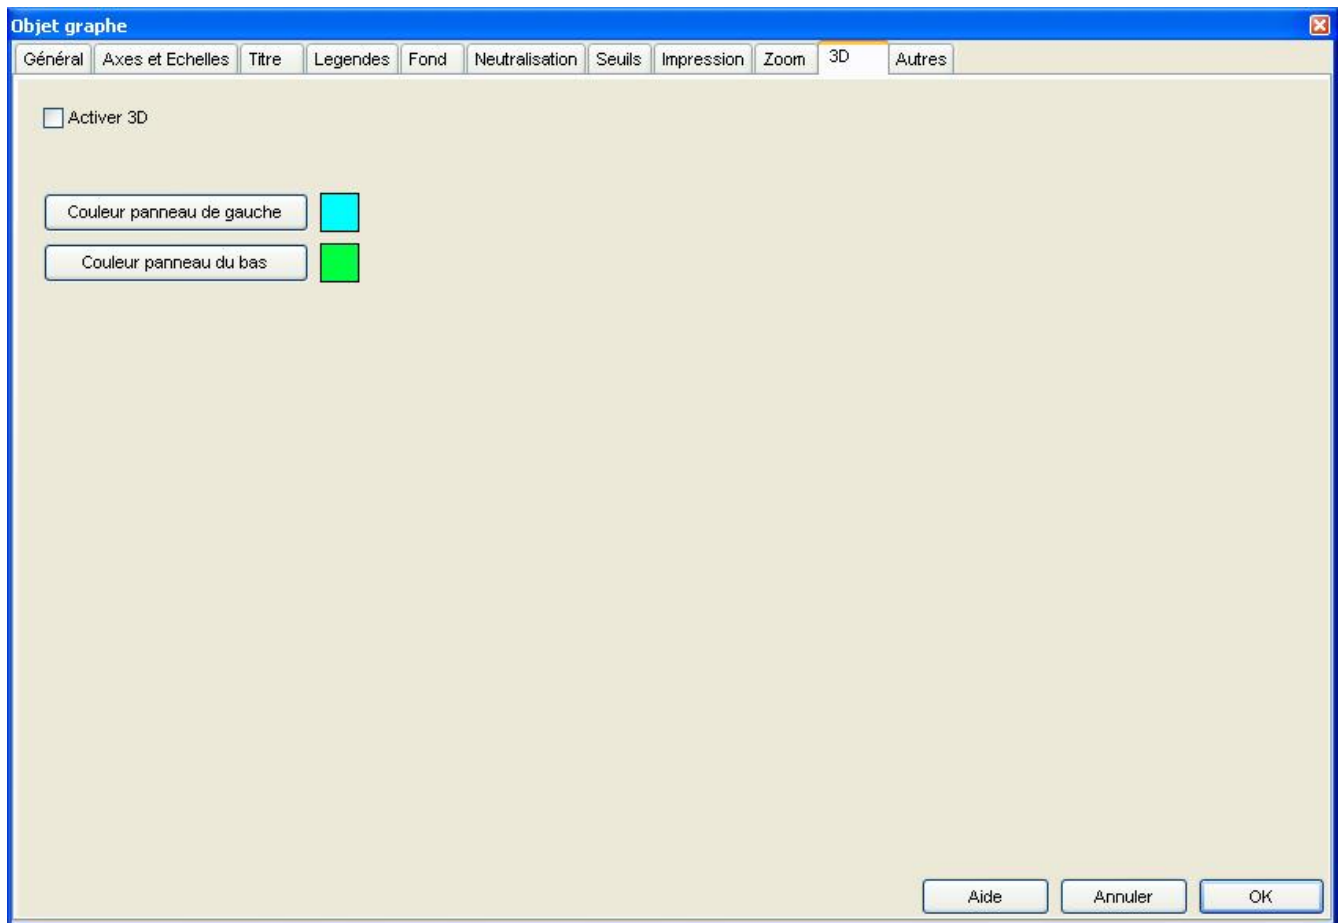 Objet graphe
Général Axes et Echelles Titre Legendes Fond Neutralisation Seuils Impression Zoom 3D Autres
Activer 3D
Couleur panneau de gauche
Couleur panneau du bas
Aide Annuler OK